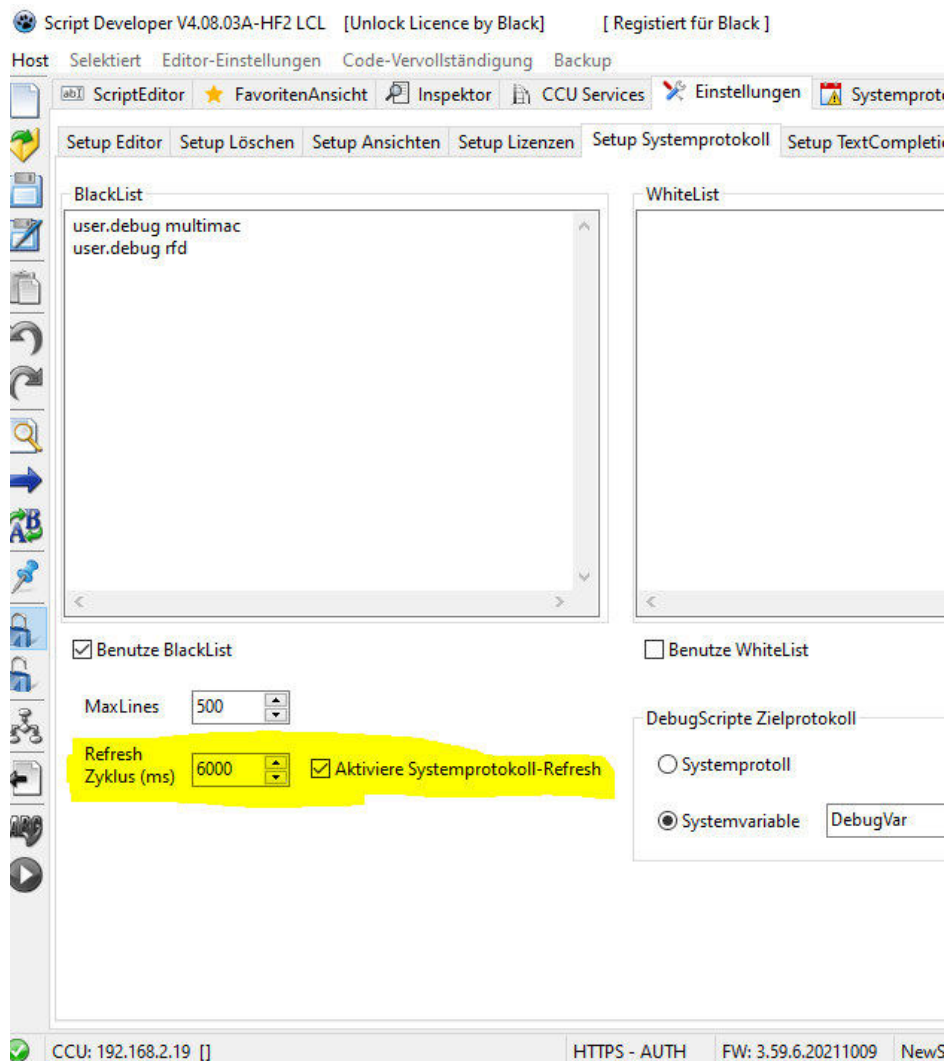 Script Developer V4.08.03A-HF2 LCL [Unlock Licence by Black] [ Registiert für Black ]
Host Selektiert Editor-Einstellungen Code-Vervollständigung Backup
ScriptEditor FavoritenAnsicht Inspektor CCU Services Einstellungen Systemproto
Setup Editor Setup Löschen Setup Ansichten Setup Lizenzen Setup Systemprotokoll Setup TextCompleti
BlackList WhiteList
user.debug multimac
user.debug rfd
Benutze BlackList Benutze WhiteList
MaxLines 500
DebugScripte Zielprotokoll
Refresh
Zyklus (ms) 6000 Aktiviere Systemprotokoll-Refresh
Systemprotoll
Systemvariable DebugVar
CCU: 192.168.2.19 [] HTTPS - AUTH FW: 3.59.6.20211009 NewS